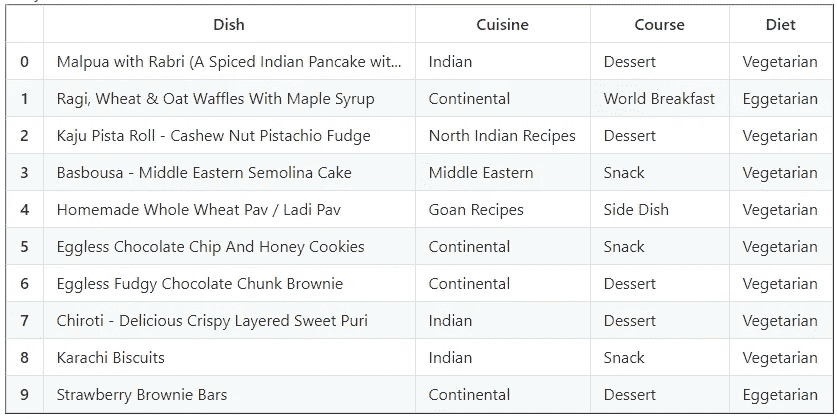 Dish Cuisine Course Diet
0 Malpua with Rabri (A Spiced Indian Pancake wit... Indian Dessert Vegetarian
1 Ragi, Wheat & Oat Waffles With Maple Syrup Continental World Breakfast Eggetarian
2 Kaju Pista Roll - Cashew Nut Pistachio Fudge North Indian Recipes Dessert Vegetarian
3 Basbousa - Middle Eastern Semolina Cake Middle Eastern Snack Vegetarian
4 Homemade Whole Wheat Pav / Ladi Pav Goan Recipes Side Dish Vegetarian
5 Eggless Chocolate Chip And Honey Cookies Continental Snack Vegetarian
6 Eggless Fudgy Chocolate Chunk Brownie Continental Dessert Vegetarian
7 Chiroti - Delicious Crispy Layered Sweet Puri Indian Dessert Vegetarian
8 Karachi Biscuits Indian Snack Vegetarian
9 Strawberry Brownie Bars Continental Dessert Eggetarian